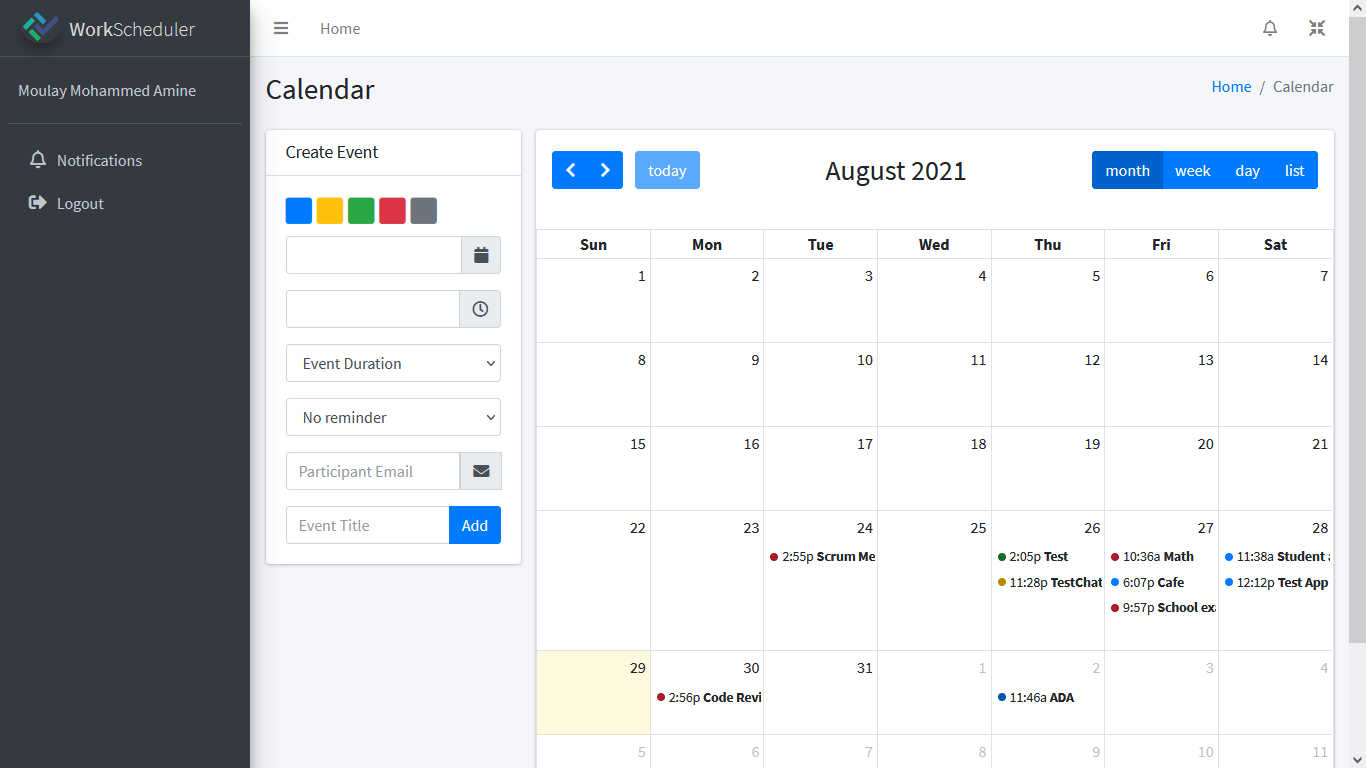 WorkScheduler
Home
Moulay Mohammed Amine
Notifications
Logout
Calendar
Home / Calendar
Create Event
Event Duration
No reminder
Participant Email
Event Title
Add
today
August 2021
month week day list
Sun Mon Tue Wed Thu Fri Sat
1 2 3 4 5 6 7
8 9 10 11 12 13 14
15 16 17 18 19 20 21
22 23 24 25 26 27 28
2:55p Scrum Me 2:05p Test 10:36a Math 11:38a Student
11:28p TestChat 6:07p Cafe 12:12p Test App
9:57p School ex
29 30 31 1 2 3 4
2:56p Code Revi 11:46a ADA
5 6 7 8 9 10 11